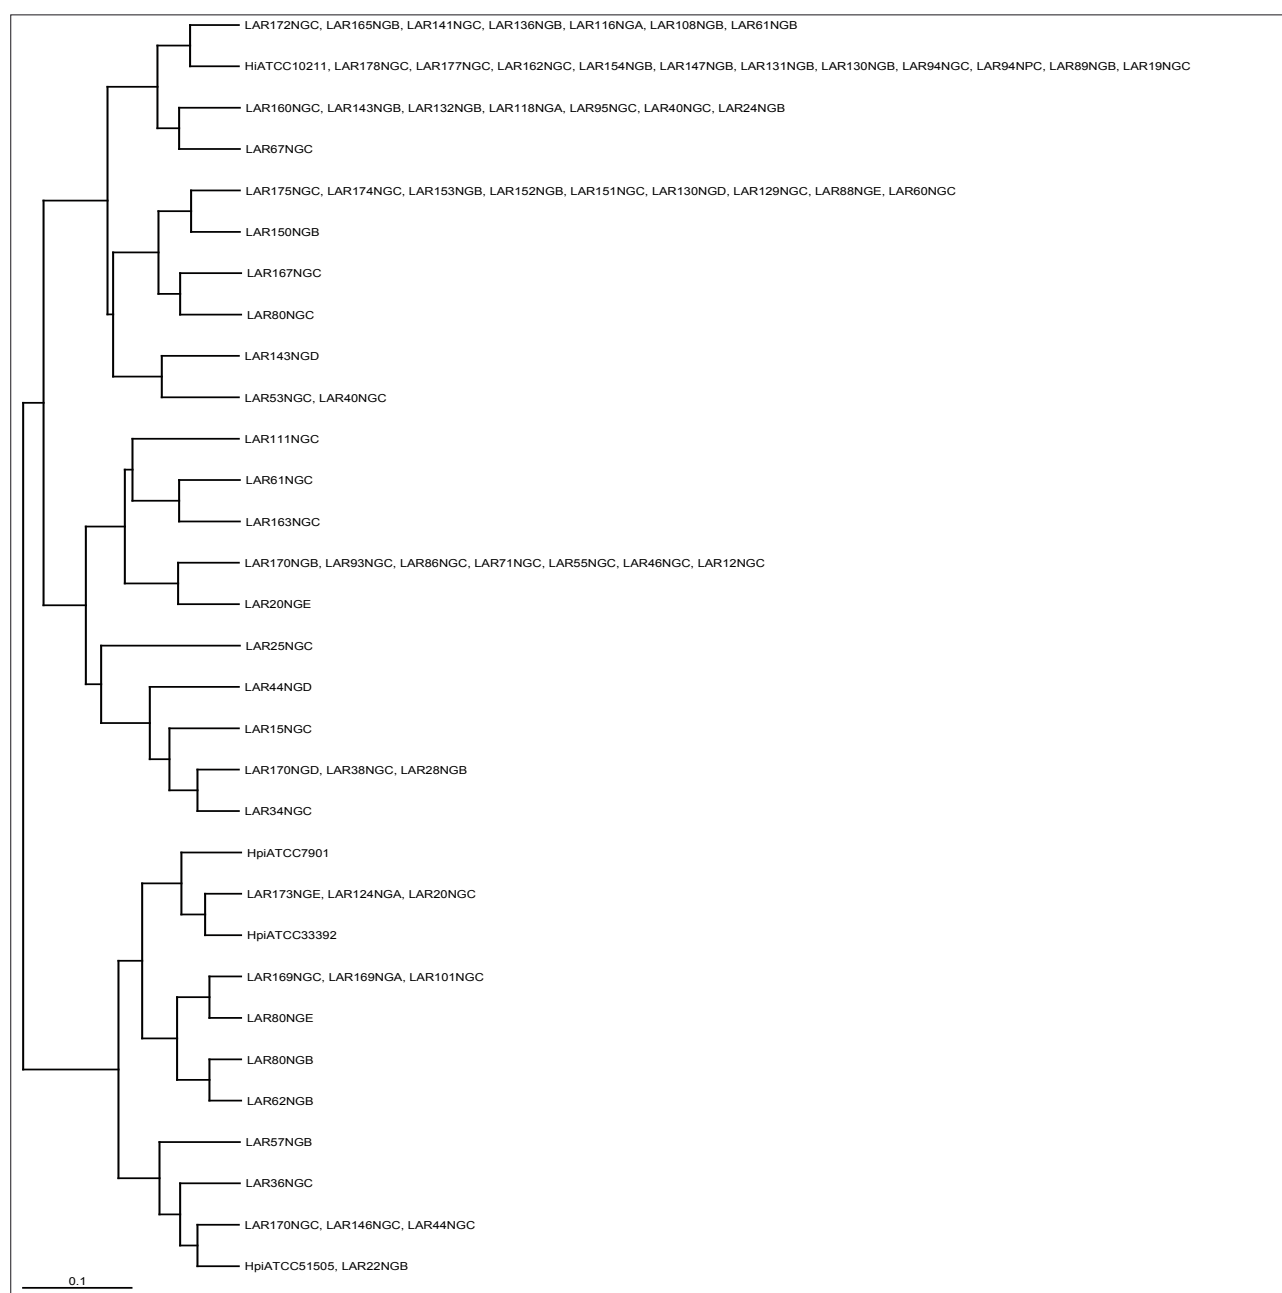 LAR172NGC, LAR165NGB, LAR141NGC, LAR136NGB, LAR116NGA, LAR108NGB, LAR61NGB
HiATCC10211, LAR178NGC, LAR177NGC, LAR162NGC, LAR154NGB, LAR147NGB, LAR131NGB, LAR130NGB, LAR94NGC, LAR94NPC, LAR89NGB, LAR19NGC
LAR160NGC, LAR143NGB, LAR132NGB, LAR118NGA, LAR95NGC, LAR40NGC, LAR24NGB
LAR67NGC
LAR175NGC, LAR174NGC, LAR153NGB, LAR152NGB, LAR151NGC, LAR130NGD, LAR129NGC, LAR88NGE, LAR60NGC
LAR150NGB
LAR167NGC
LAR80NGC
LAR143NGD
LAR53NGC, LAR40NGC
LAR111NGC
LAR61NGC
LAR163NGC
LAR170NGB, LAR93NGC, LAR86NGC, LAR71NGC, LAR55NGC, LAR46NGC, LAR12NGC
LAR20NGE
LAR25NGC
LAR44NGD
LAR15NGC
LAR170NGD, LAR38NGC, LAR28NGB
LAR34NGC
HpiATCC7901
LAR173NGE, LAR124NGA, LAR20NGC
HpiATCC33392
LAR169NGC, LAR169NGA, LAR101NGC
LAR80NGE
LAR80NGB
LAR62NGB
LAR57NGB
LAR36NGC
LAR170NGC, LAR146NGC, LAR44NGC
HpiATCC51505, LAR22NGB
0.1